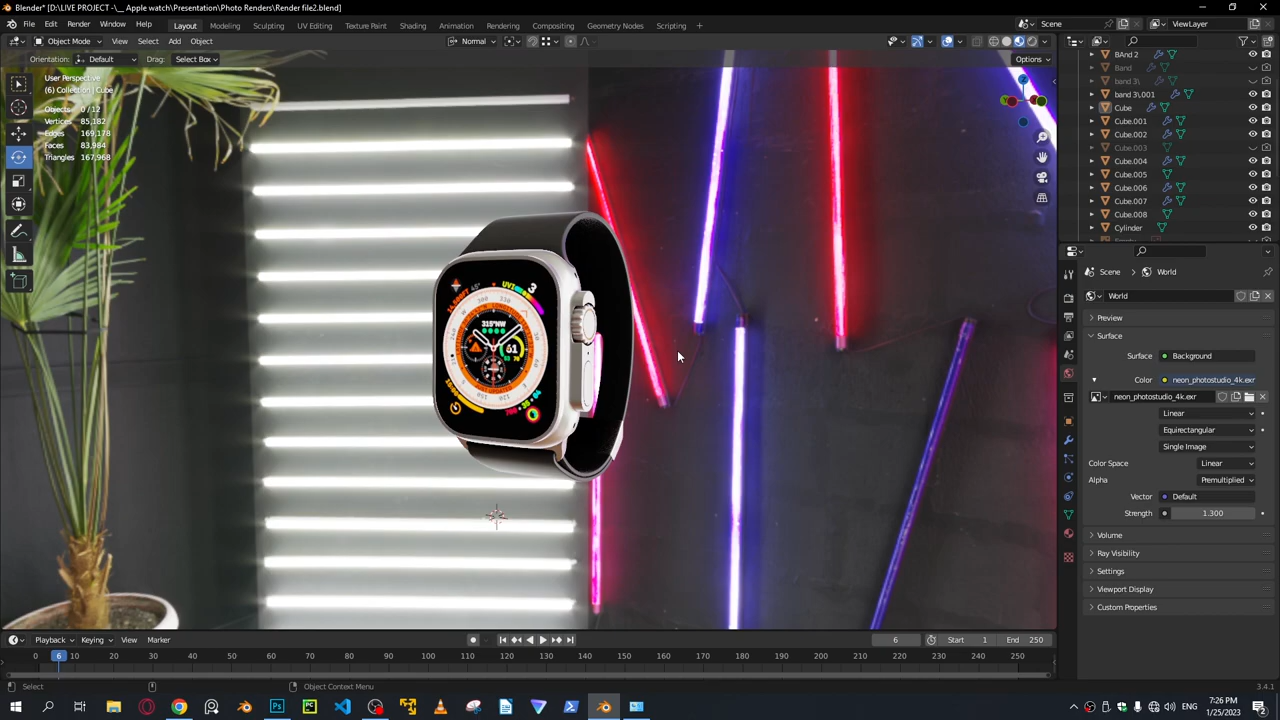 Blender* [D:\LIVE PROJECT -\__ Apple watch\Presentation\Photo Renders\Render file2.blend]
File Edit Render Window Help Layout Modeling Sculpting UV Editing Texture Paint Shading Animation Rendering Compositing Geometry Nodes Scripting + Scene ViewLayer
Object Mode View Select Add Object Normal
Orientation: Default Drag: Select Box Options
User Perspective
(6) Collection | Cube
Objects 0/12
Vertices 85,182
Edges 169,178
Faces 83,984
Triangles 167,968
BAnd 2
Band
band 3\
band 3\.001
Cube
Cube.001
Cube.002
Cube.003
Cube.004
Cube.005
Cube.006
Cube.007
Cube.008
Cylinder
Scene World
World
Preview
Surface
Surface Background
Color neon_photostudio_4k.exr
neon_photostudio_4k.exr
Linear
Equirectangular
Single Image
Color Space Linear
Alpha Premultiplied
Vector Default
Strength 1.300
Volume
Ray Visibility
Settings
Viewport Display
Custom Properties
UVI 3
315°NW
61
Playback Keying View Marker 6 Start 1 End 250
0 6 10 20 30 40 50 60 70 80 90 100 110 120 130 140 150 160 170 180 190 200 210 220 230 240 250
Select Object Context Menu 3.4.1
ENG 7:26 PM
1/25/2023